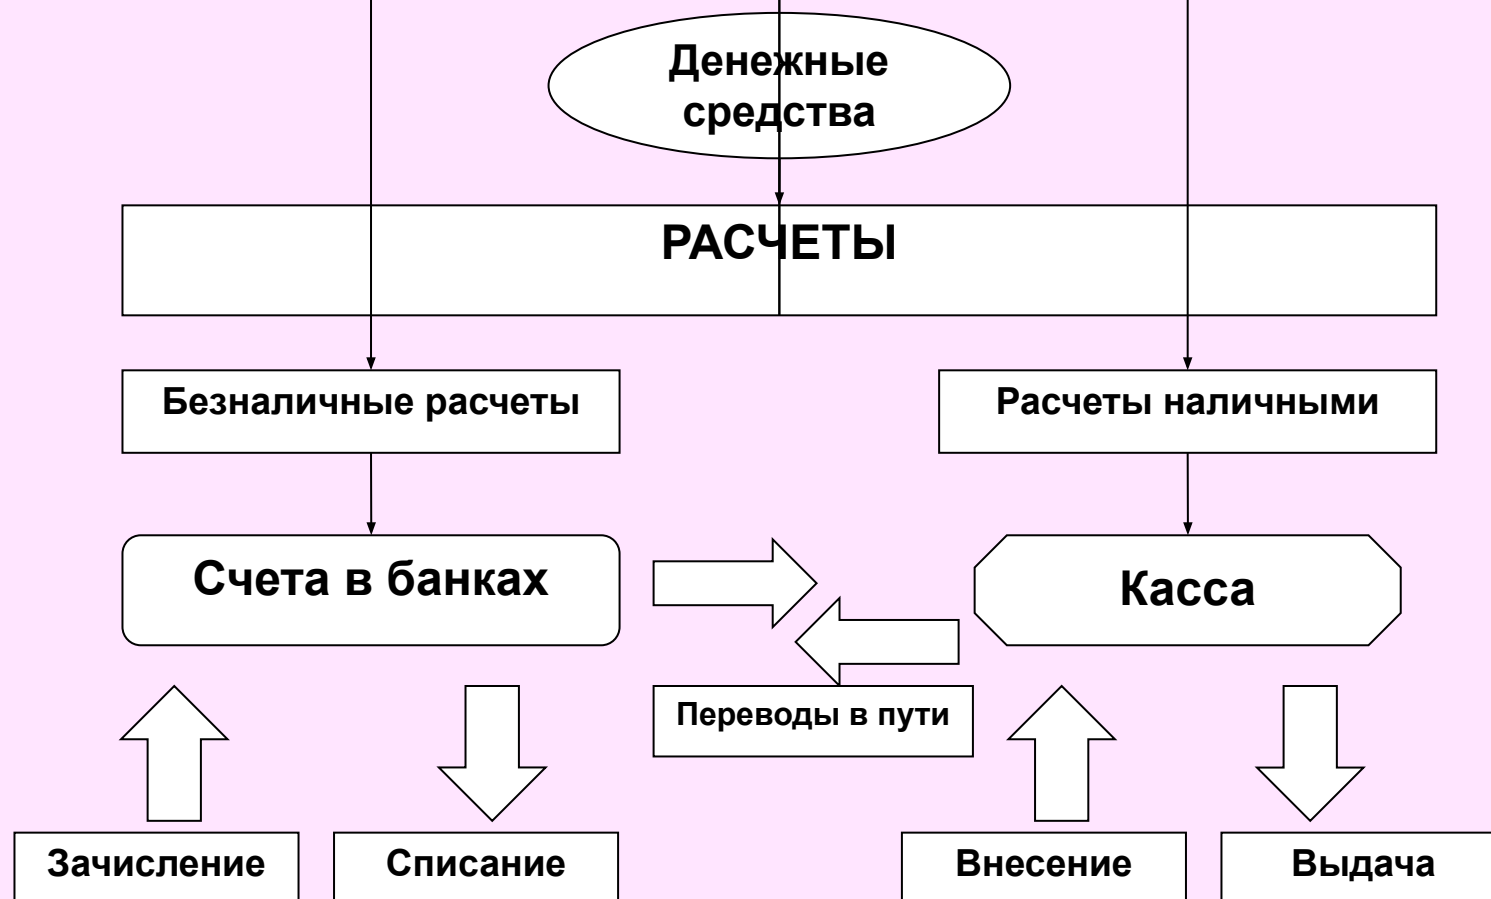 Денежные
средства
РАСЧЕТЫ
Безналичные расчеты
Расчеты наличными
Счета в банках
Касса
Переводы в пути
Зачисление
Списание
Внесение
Выдача